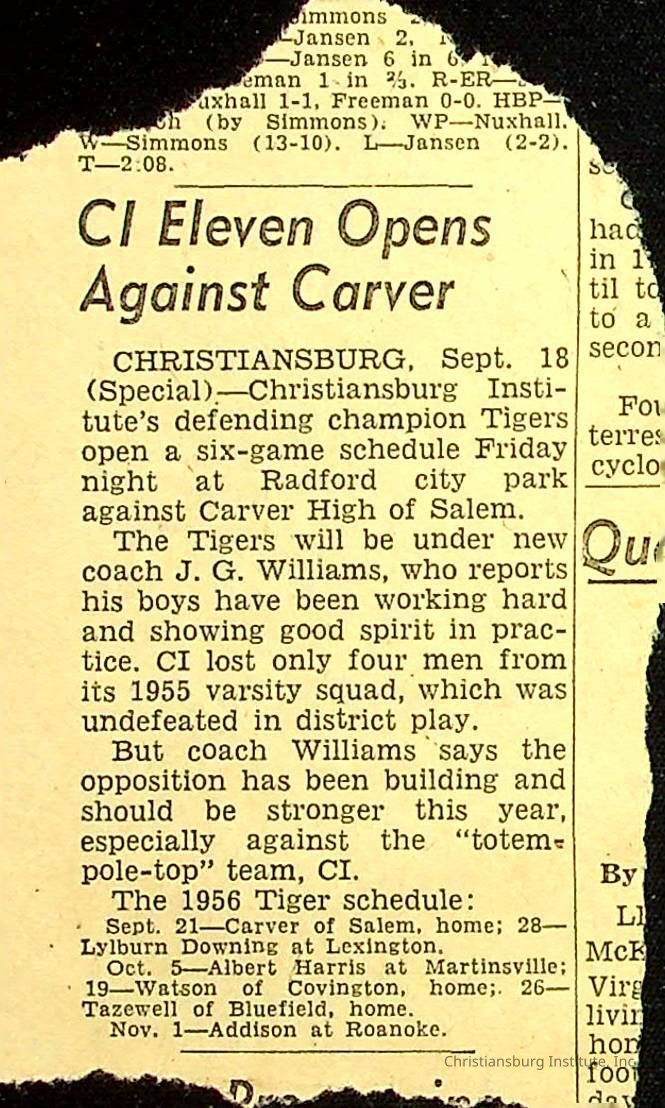 immons
Jansen 2,
—Jansen 6 in 6,
eman 1 in ⅔. R-ER—
uxhall 1-1, Freeman 0-0. HBP—
(by Simmons). WP—Nuxhall.
W—Simmons (13-10). L—Jansen (2-2).
T—2:08.
CI Eleven Opens
Against Carver
CHRISTIANSBURG, Sept. 18
(Special)—Christiansburg Insti-
tute's defending champion Tigers
open a six-game schedule Friday
night at Radford city park
against Carver High of Salem.
The Tigers will be under new
coach J. G. Williams, who reports
his boys have been working hard
and showing good spirit in prac-
tice. CI lost only four men from
its 1955 varsity squad, which was
undefeated in district play.
But coach Williams says the
opposition has been building and
should be stronger this year,
especially against the "totem-
pole-top" team, CI.
The 1956 Tiger schedule:
Sept. 21—Carver of Salem, home; 28—
Lylburn Downing at Lexington.
Oct. 5—Albert Harris at Martinsville;
19—Watson of Covington, home;. 26—
Tazewell of Bluefield, home.
Nov. 1—Addison at Roanoke.
had
in 1
til to
to a
secon
Fou
terres
cyclo
Qu
By
Ll
McK
Virg
livin
hon
foot
day
Christiansburg Institute, Inc.